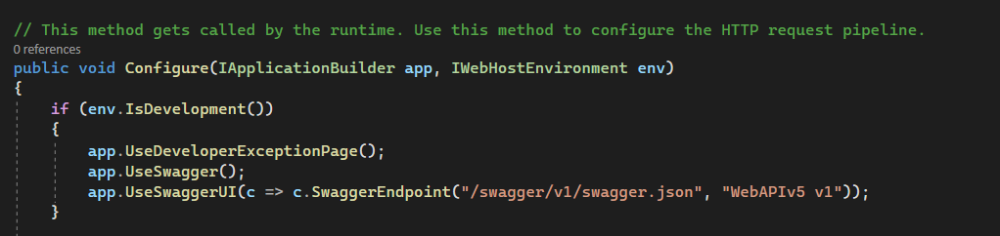 // This method gets called by the runtime. Use this method to configure the HTTP request pipeline.
0 references
public void Configure(IApplicationBuilder app, IWebHostEnvironment env)
{
if (env.IsDevelopment())
{
app.UseDeveloperExceptionPage();
app.UseSwagger();
app.UseSwaggerUI(c => c.SwaggerEndpoint("/swagger/v1/swagger.json", "WebAPIv5 v1"));
}